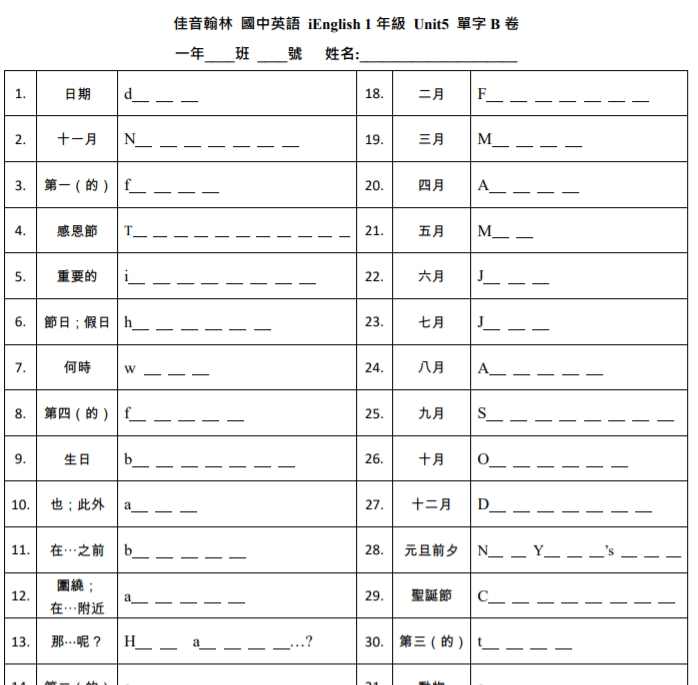 佳音翰林 國中英語 iEnglish 1 年級 Unit5 單字 B 卷
一年____班 ____號 姓名:_____________________
1. 日期 d__ __ __ 18. 二月 F__ __ __ __ __ __ __
2. 十一月 N__ __ __ __ __ __ __ 19. 三月 M__ __ __ __
3. 第一(的) f__ __ __ __ 20. 四月 A__ __ __ __
4. 感恩節 T__ __ __ __ __ __ __ __ __ __ __ 21. 五月 M__ __
5. 重要的 i__ __ __ __ __ __ __ __ 22. 六月 J__ __ __
6. 節日；假日 h__ __ __ __ __ __ 23. 七月 J__ __ __
7. 何時 w __ __ __ 24. 八月 A__ __ __ __ __
8. 第四(的) f__ __ __ __ __ 25. 九月 S__ __ __ __ __ __ __ __
9. 生日 b__ __ __ __ __ __ __ 26. 十月 O__ __ __ __ __ __
10. 也；此外 a__ __ __ 27. 十二月 D__ __ __ __ __ __ __
11. 在…之前 b__ __ __ __ __ 28. 元旦前夕 N__ __ Y__ __ __’s __ __ __
12. 圍繞；
在…附近 a__ __ __ __ __ 29. 聖誕節 C__ __ __ __ __ __ __ __
13. 那…呢？ H__ __ a__ __ __ __…? 30. 第三(的) t__ __ __ __